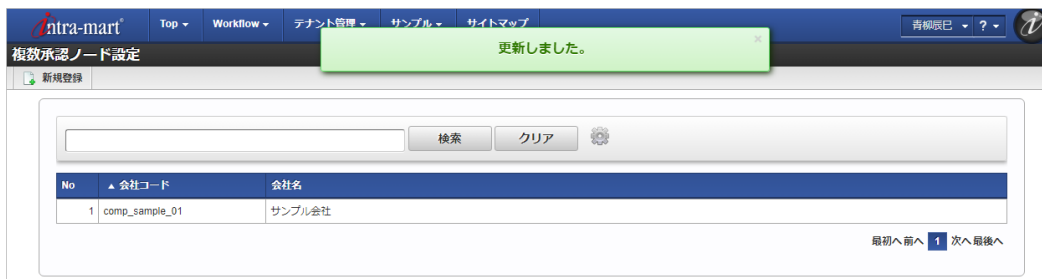 intra-mart Top Workflow テナント管理 サンプル サイトマップ 青柳辰巳 ?
更新しました。 ×
複数承認ノード設定
新規登録
検索 クリア
No ▲ 会社コード 会社名
1 comp_sample_01 サンプル会社
最初へ 前へ 1 次へ 最後へ